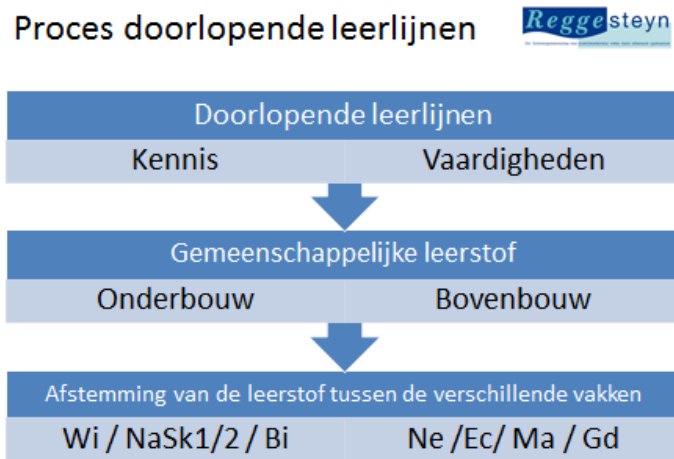 Proces doorlopende leerlijnen
Reggesteyn
Doorlopende leerlijnen
Kennis Vaardigheden
Gemeenschappelijke leerstof
Onderbouw Bovenbouw
Afstemming van de leerstof tussen de verschillende vakken
Wi / NaSk1/2 / Bi Ne /Ec/ Ma / Gd